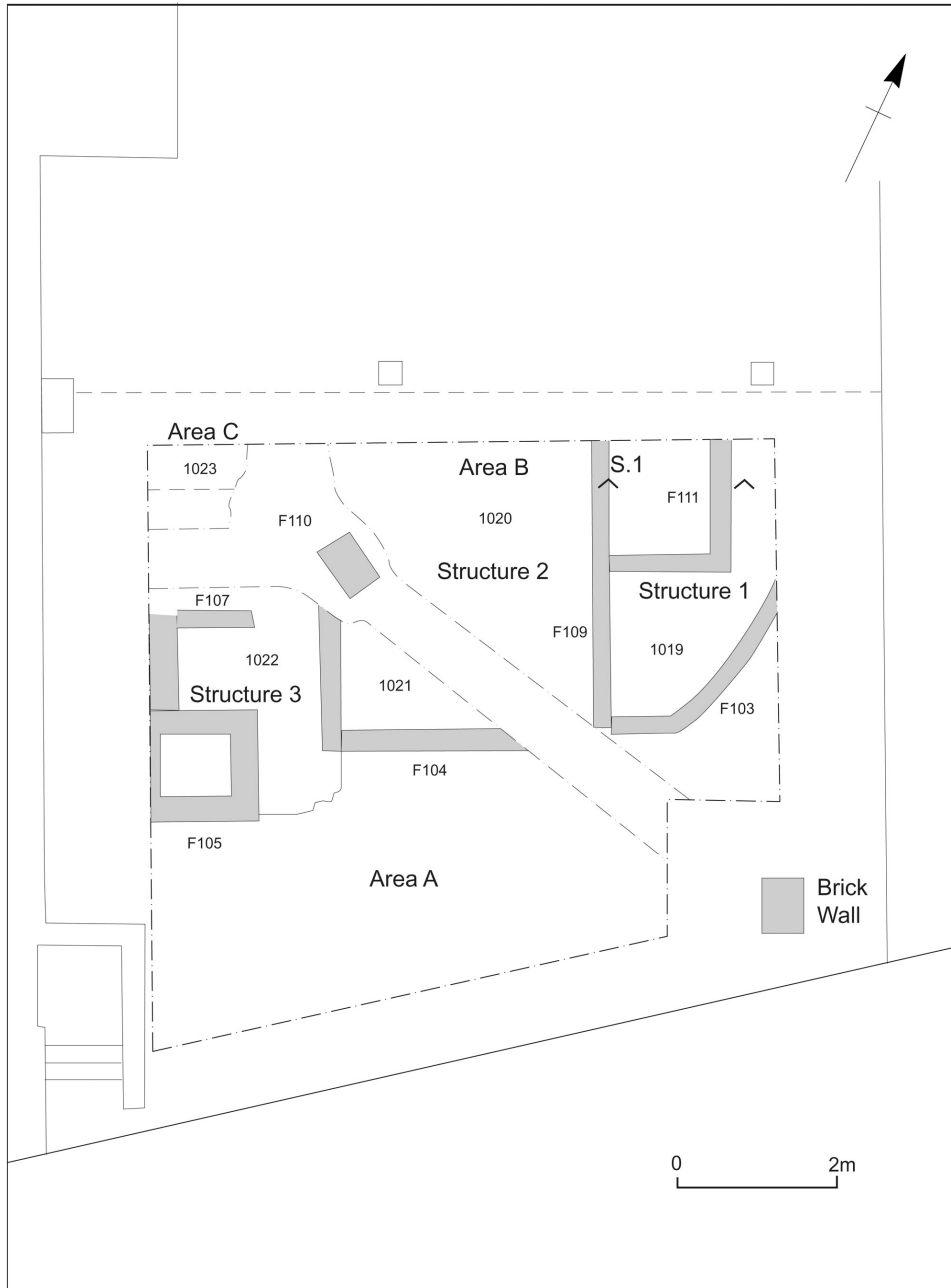 Area C
1023
Area B
S.1
F111
1020
F110
Structure 2
Structure 1
F107
F109
1022
1021
1019
Structure 3
F103
F104
F105
Area A
Brick
Wall
0
2m